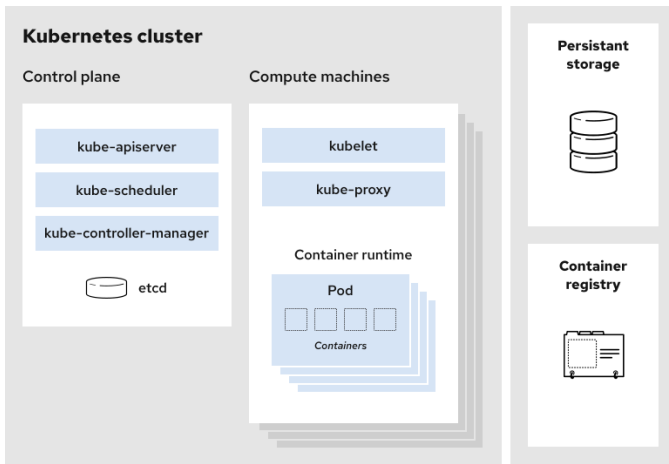 Kubernetes cluster
Control plane
kube-apiserver
kube-scheduler
kube-controller-manager
etcd
Compute machines
kubelet
kube-proxy
Container runtime
Pod
Containers
Persistant
storage
Container
registry